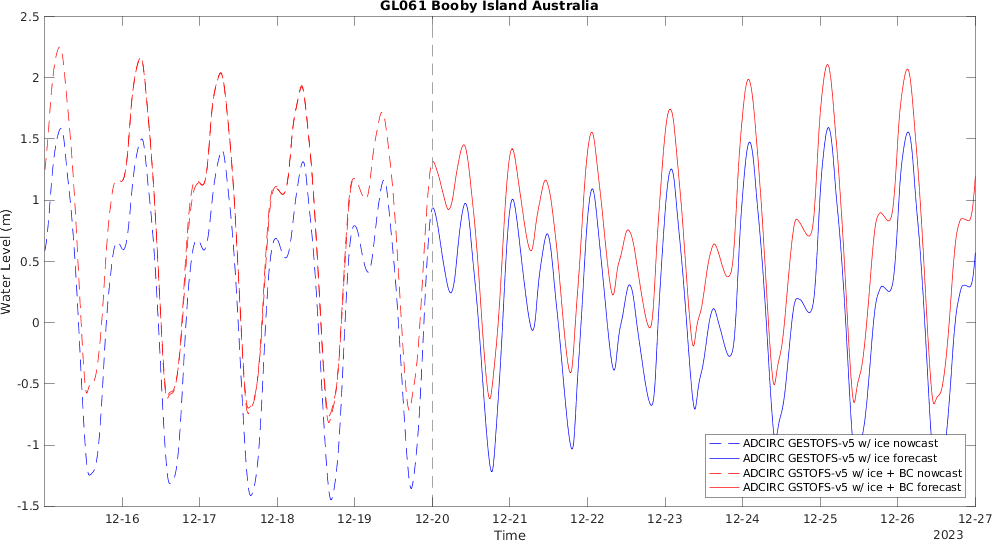 GL061 Booby Island Australia
Water Level (m)
2.5
2
1.5
1
0.5
0
-0.5
-1
-1.5
ADCIRC GESTOFS-v5 w/ ice nowcast
ADCIRC GESTOFS-v5 w/ ice forecast
ADCIRC GSTOFS-v5 w/ ice + BC nowcast
ADCIRC GSTOFS-v5 w/ ice + BC forecast
12-16 12-17 12-18 12-19 12-20 12-21 12-22 12-23 12-24 12-25 12-26 12-27
Time
2023